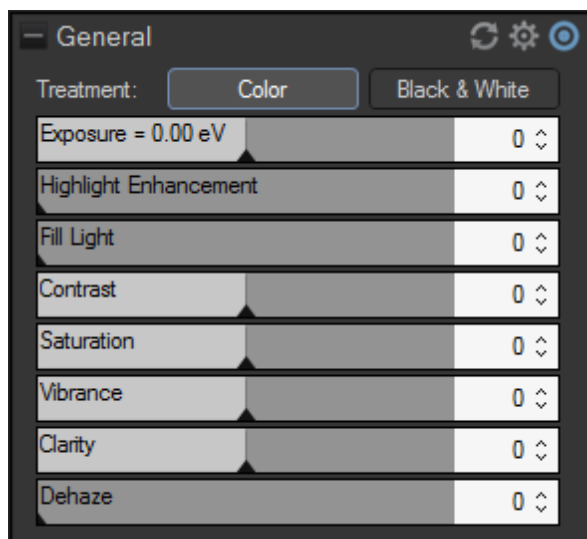 General
Treatment: Color Black & White
Exposure = 0.00 eV 0
Highlight Enhancement 0
Fill Light 0
Contrast 0
Saturation 0
Vibrance 0
Clarity 0
Dehaze 0